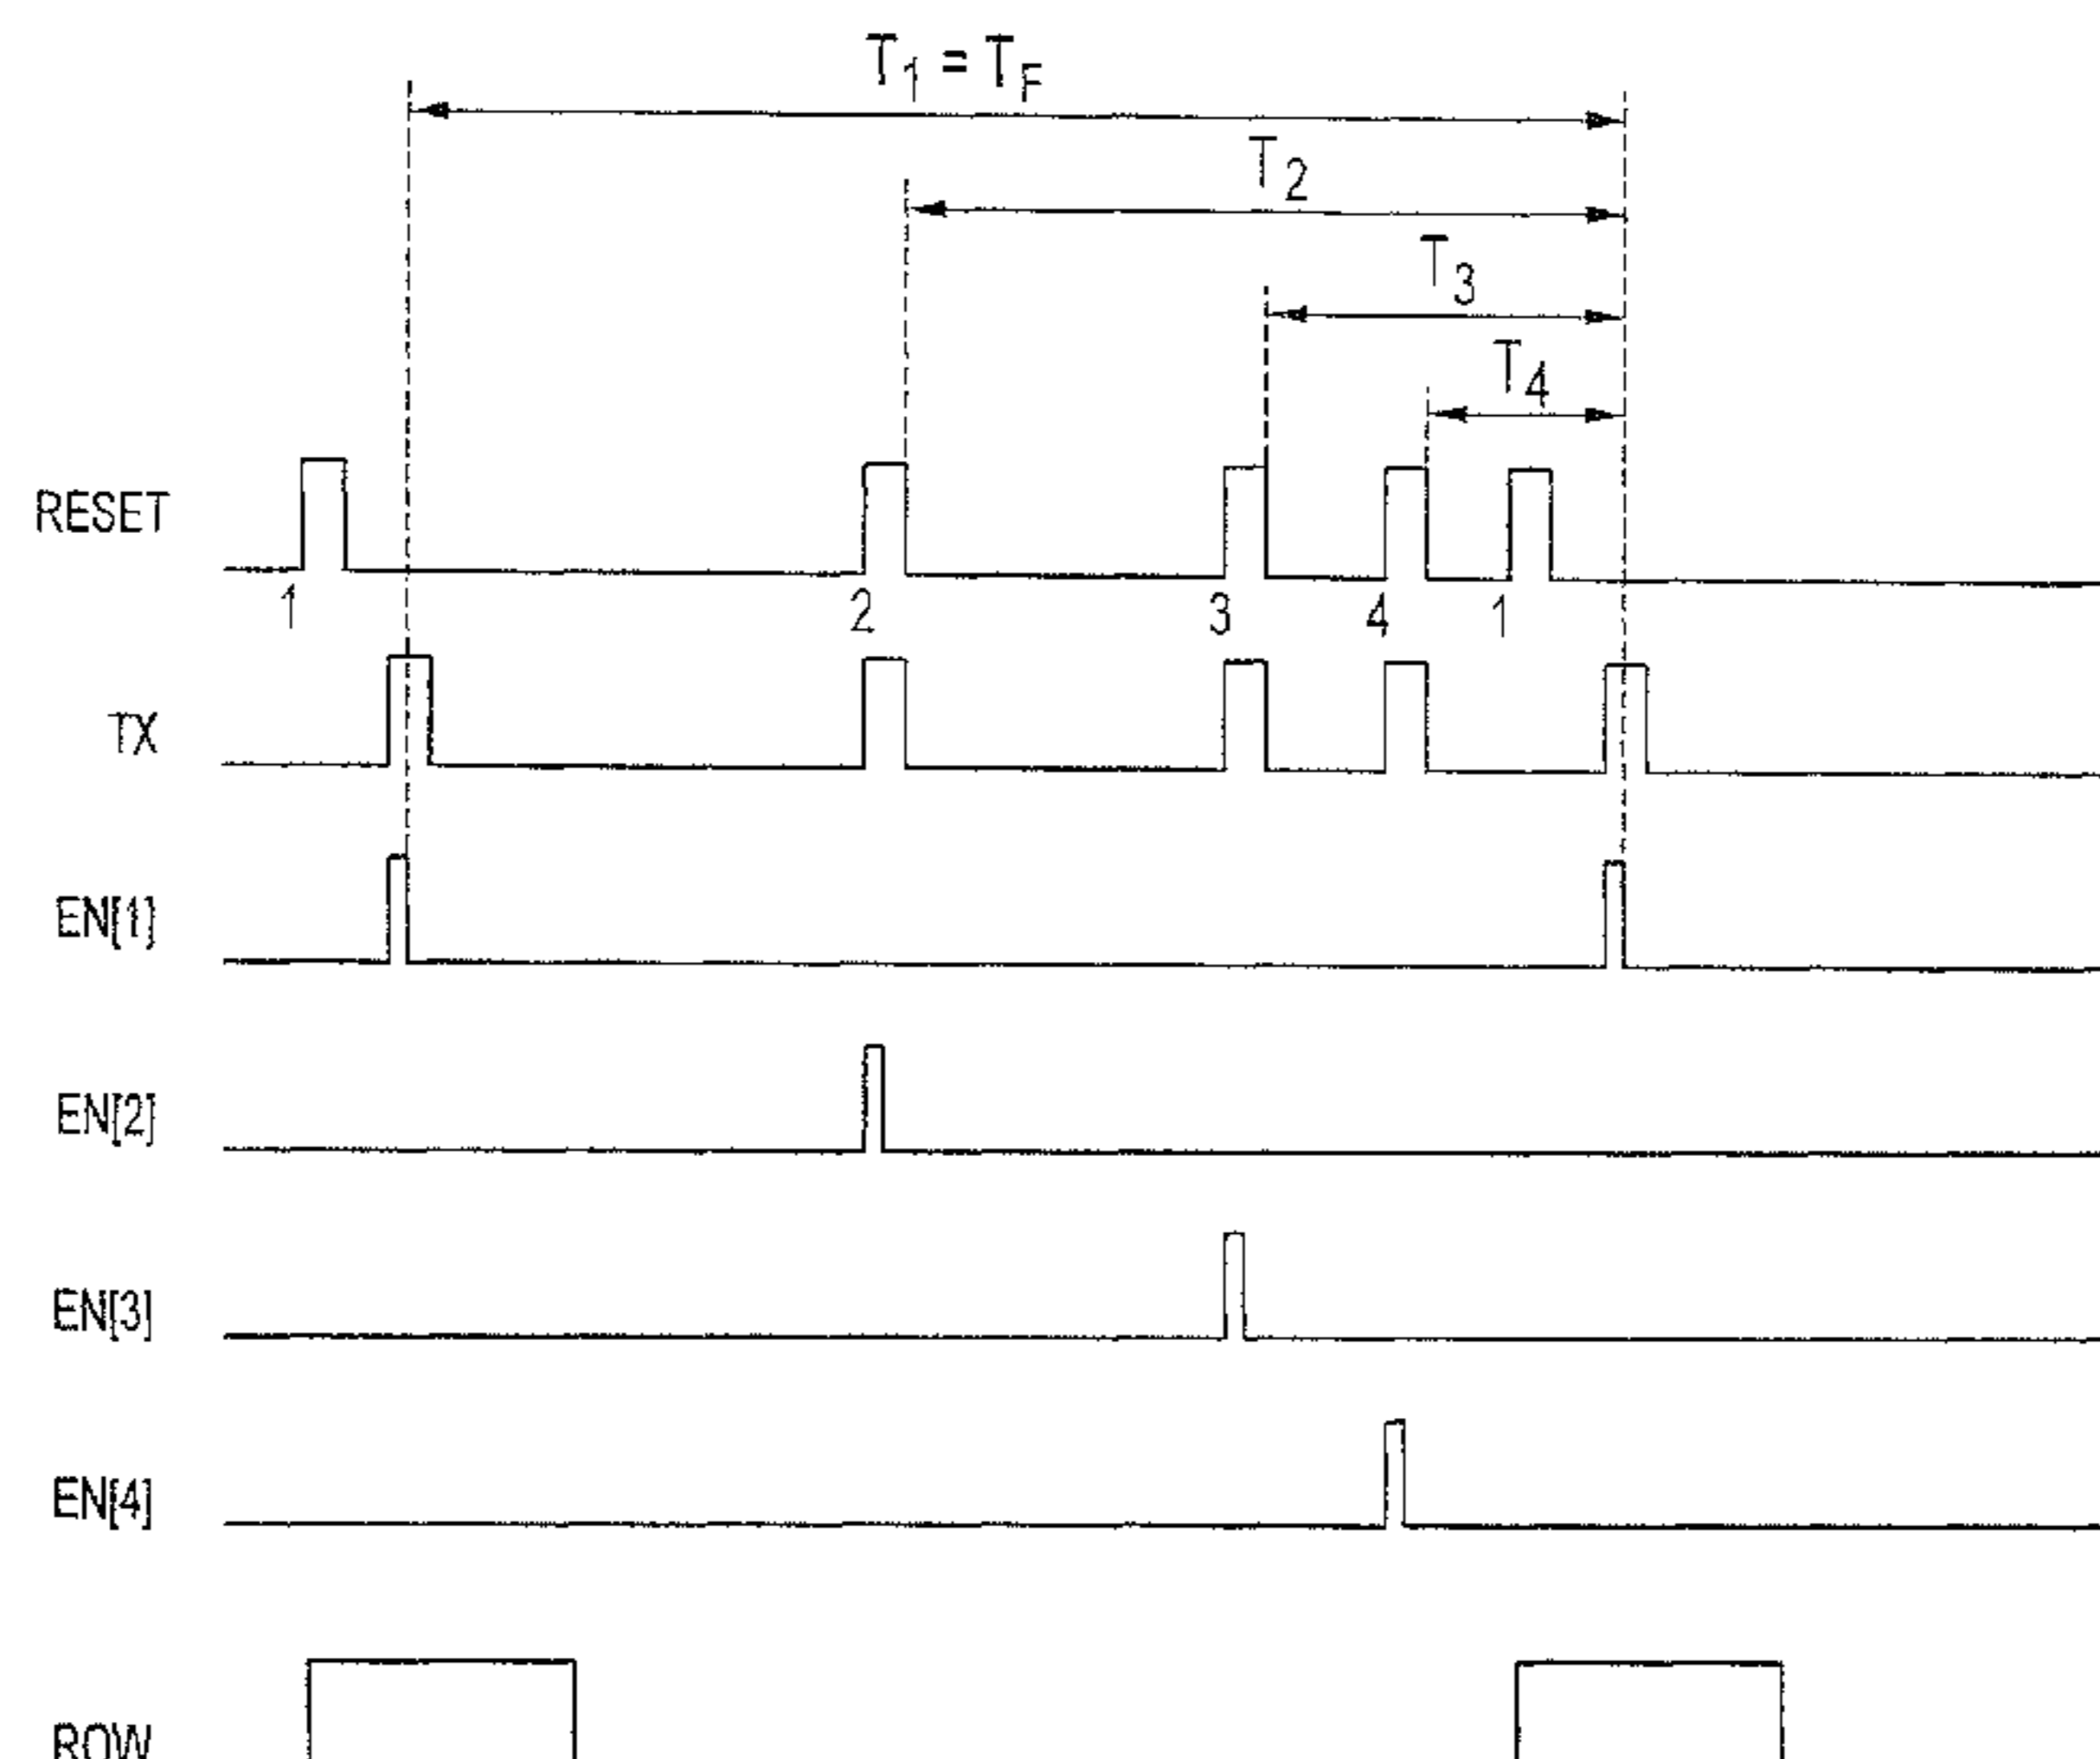 T1 = TF
T2
T3
T4
RESET
1 2 3 4 1
TX
EN[1]
EN[2]
EN[3]
EN[4]
ROW